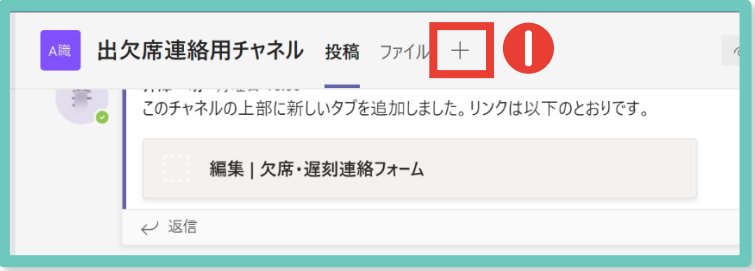 A職 出欠席連絡用チャネル 投稿 ファイル + 1
このチャネルの上部に新しいタブを追加しました。リンクは以下のとおりです。
編集 | 欠席・遅刻連絡フォーム
返信